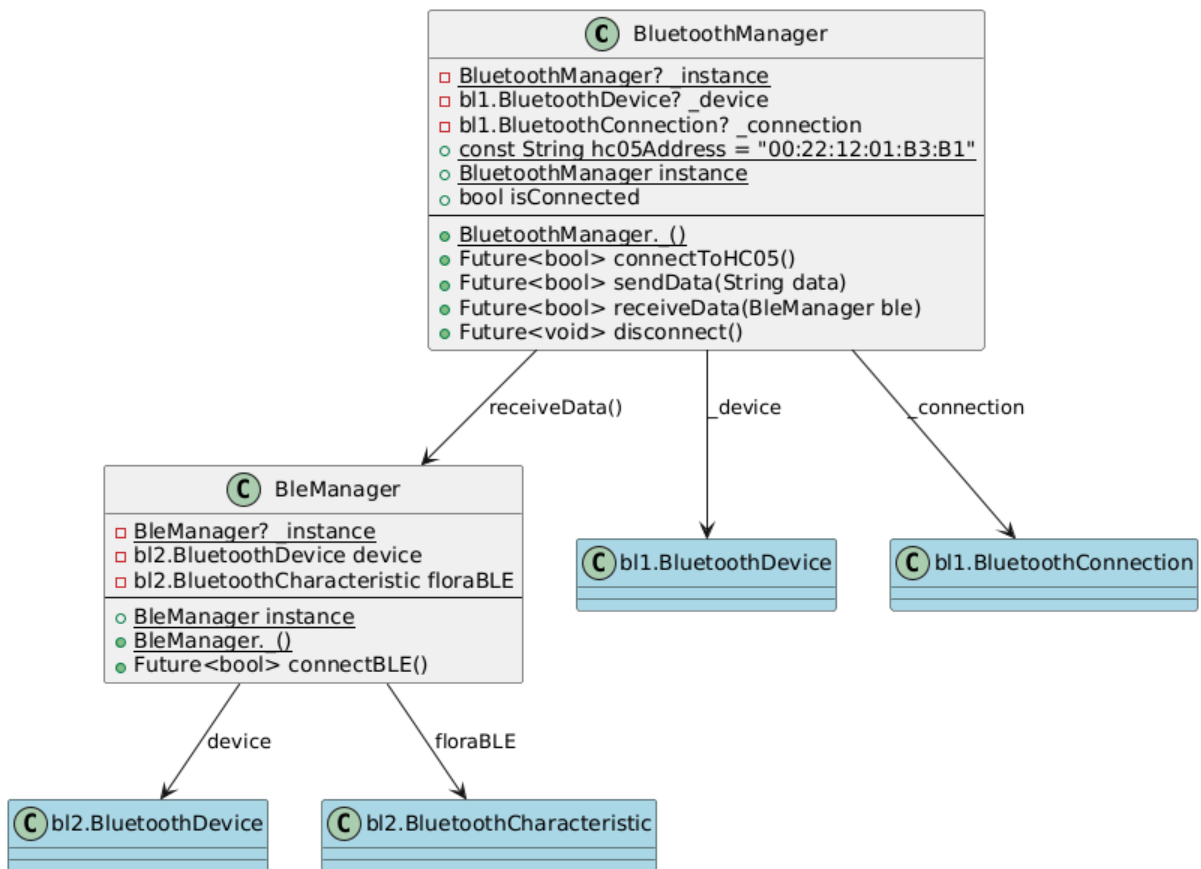 C BluetoothManager
BluetoothManager? _instance
bl1.BluetoothDevice? _device
bl1.BluetoothConnection? _connection
const String hc05Address = "00:22:12:01:B3:B1"
BluetoothManager instance
bool isConnected
BluetoothManager._()
Future<bool> connectToHC05()
Future<bool> sendData(String data)
Future<bool> receiveData(BleManager ble)
Future<void> disconnect()
receiveData()
_device
_connection
C BleManager
BleManager? _instance
bl2.BluetoothDevice device
bl2.BluetoothCharacteristic floraBLE
BleManager instance
BleManager._()
Future<bool> connectBLE()
C bl1.BluetoothDevice
C bl1.BluetoothConnection
device
floraBLE
C bl2.BluetoothDevice
C bl2.BluetoothCharacteristic